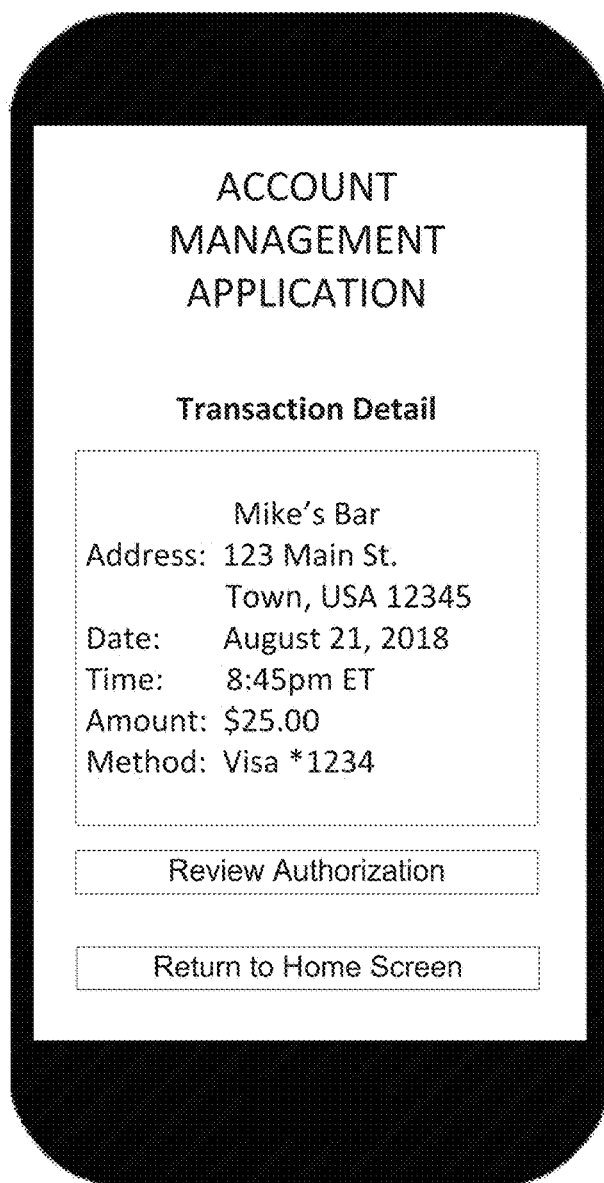 ACCOUNT
MANAGEMENT
APPLICATION
Transaction Detail
Mike's Bar
Address: 123 Main St.
Town, USA 12345
Date: August 21, 2018
Time: 8:45pm ET
Amount: $25.00
Method: Visa *1234
Review Authorization
Return to Home Screen